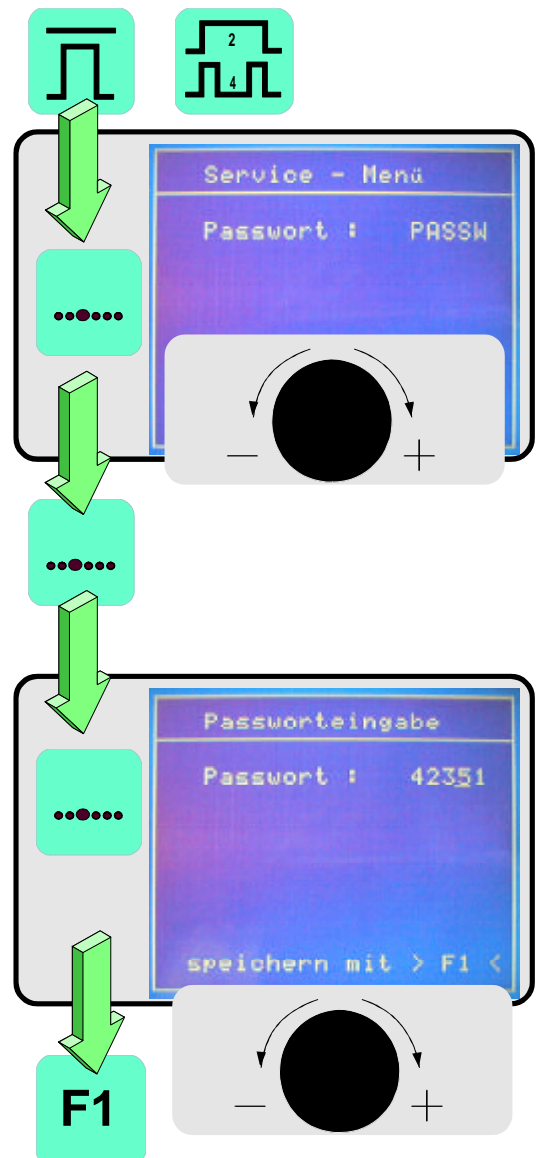 2
4
Service - Menü
Passwort : PASSW
− +
Passworteingabe
Passwort : 42351
speichern mit > F1 <
− +
F1